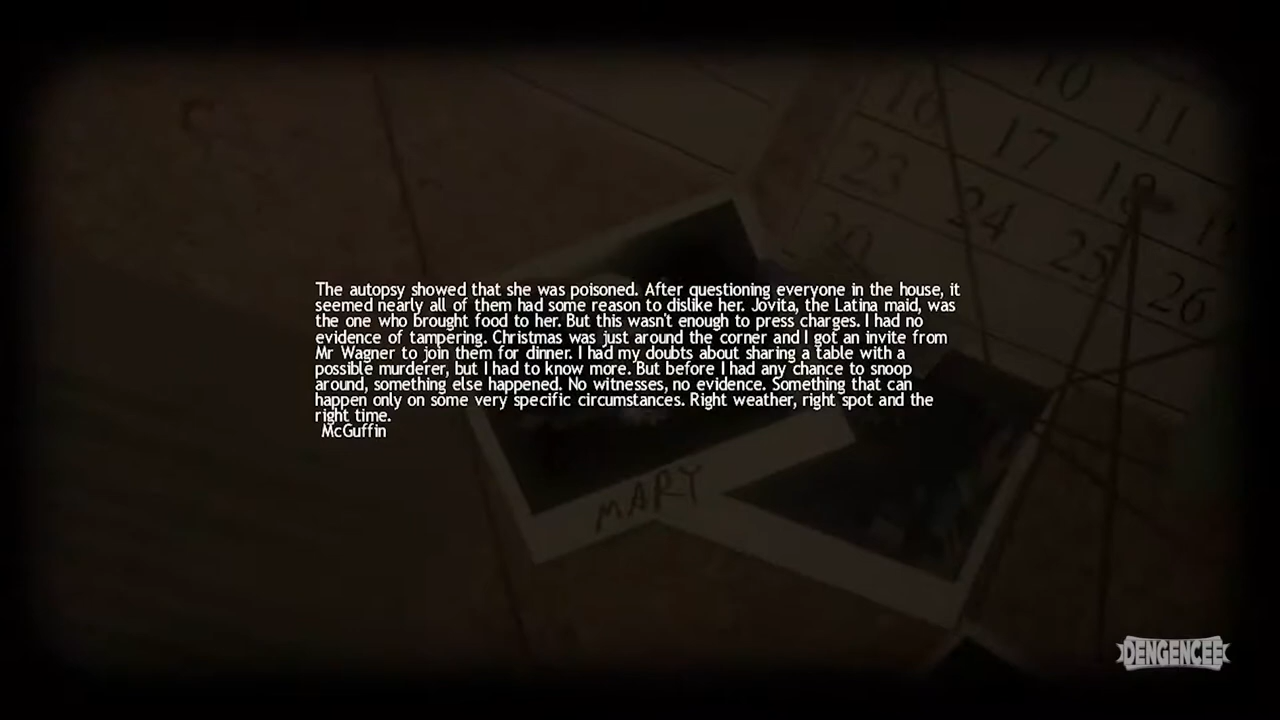 The autopsy showed that she was poisoned. After questioning everyone in the house, it
seemed nearly all of them had some reason to dislike her. Jovita, the Latina maid, was
the one who brought food to her. But this wasn't enough to press charges. I had no
evidence of tampering. Christmas was just around the corner and I got an invite from
Mr Wagner to join them for dinner. I had my doubts about sharing a table with a
possible murderer, but I had to know more. But before I had any chance to snoop
around, something else happened. No witnesses, no evidence. Something that can
happen only on some very specific circumstances. Right weather, right spot and the
right time.
McGuffin
10 11
16 17 18
23 24 25 26
30
MARY
DENGENCEE